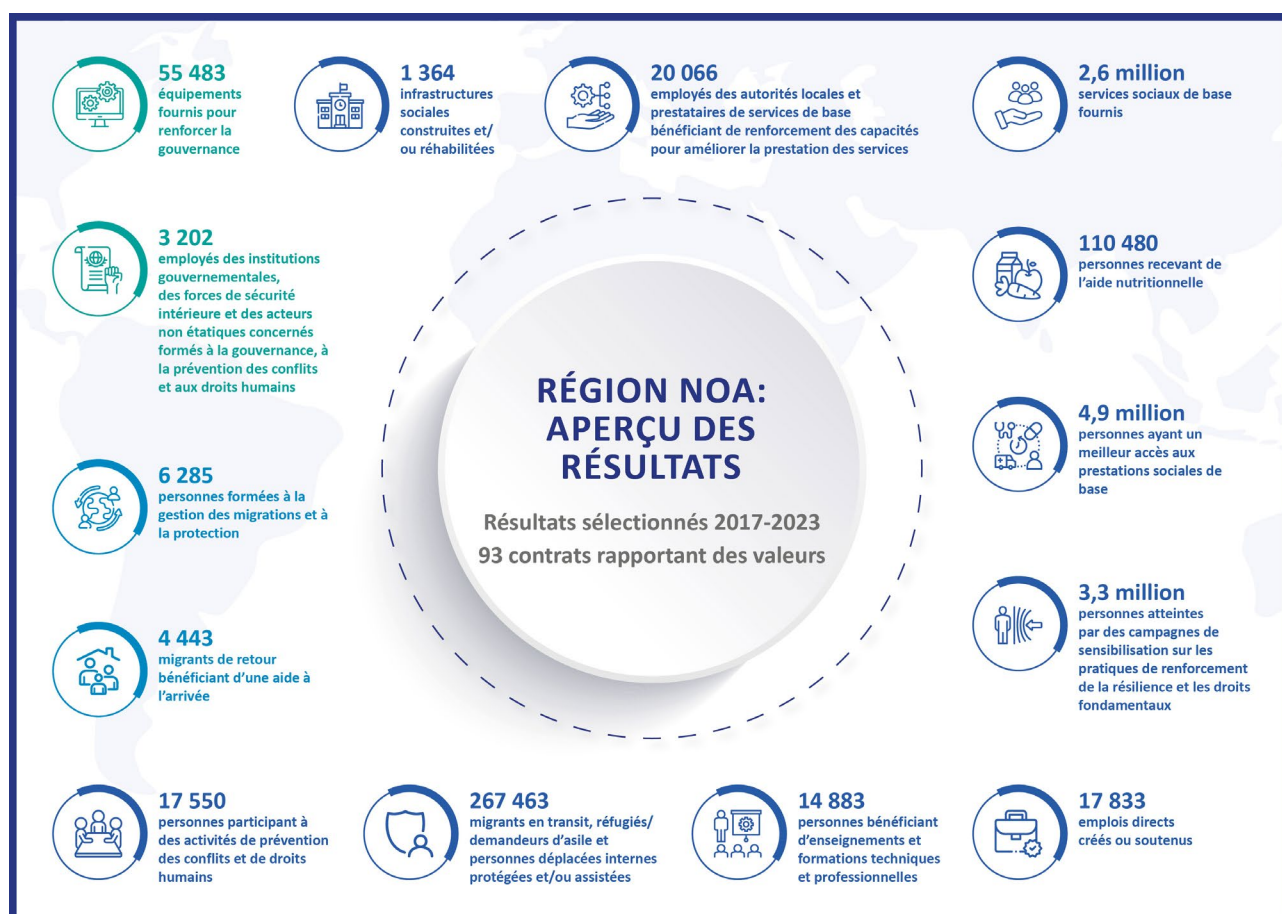 55 483
équipements
fournis pour
renforcer la
gouvernance
1 364
infrastructures
sociales
construites et/
ou réhabilitées
20 066
employés des autorités locales et
prestataires de services de base
bénéficiant de renforcement des capacités
pour améliorer la prestation des services
2,6 million
services sociaux de base
fournis
3 202
employés des institutions
gouvernementales,
des forces de sécurité
intérieure et des acteurs
non étatiques concernés
formés à la gouvernance, à
la prévention des conflits
et aux droits humains
110 480
personnes recevant de
l’aide nutritionnelle
RÉGION NOA:
APERÇU DES
RÉSULTATS
Résultats sélectionnés 2017-2023
93 contrats rapportant des valeurs
4,9 million
personnes ayant un
meilleur accès aux
prestations sociales de
base
6 285
personnes formées à la
gestion des migrations et à
la protection
3,3 million
personnes atteintes
par des campagnes de
sensibilisation sur les
pratiques de renforcement
de la résilience et les droits
fondamentaux
4 443
migrants de retour
bénéficiant d’une aide à
l’arrivée
17 550
personnes participant à
des activités de prévention
des conflits et de droits
humains
267 463
migrants en transit, réfugiés/
demandeurs d’asile et
personnes déplacées internes
protégées et/ou assistées
14 883
personnes bénéficiant
d’enseignements et
formations techniques
et professionnelles
17 833
emplois directs
créés ou soutenus